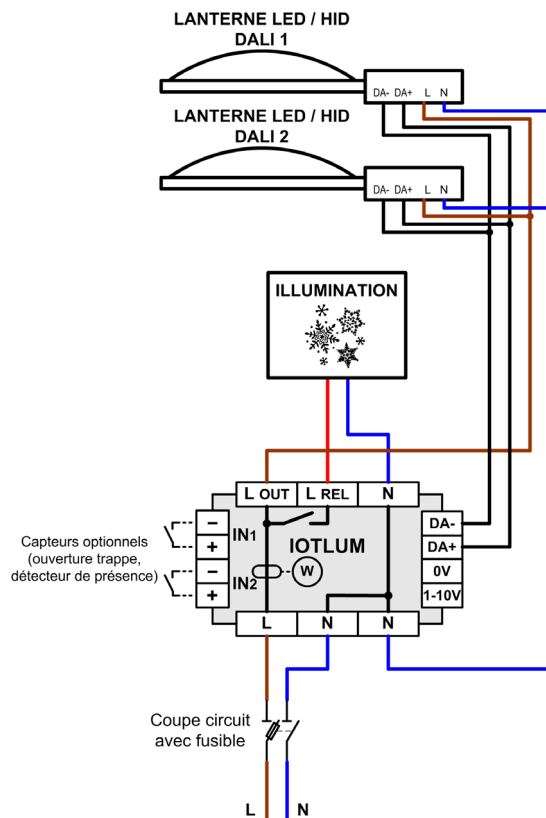 LANTERNE LED / HID
DALI 1
DA- DA+ L N
LANTERNE LED / HID
DALI 2
DA- DA+ L N
ILLUMINATION
L OUT L REL N
Capteurs optionnels
(ouverture trappe,
détecteur de présence)
– IN1
+
– IN2
+
IOTLUM
W
DA-
DA+
0V
1-10V
L N N
Coupe circuit
avec fusible
L N